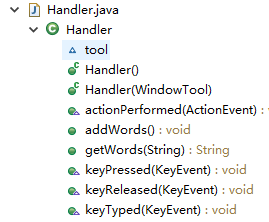 Handler.java
Handler
tool
Handler()
Handler(WindowTool)
actionPerformed(ActionEvent) : void
addWords() : void
getWords(String) : String
keyPressed(KeyEvent) : void
keyReleased(KeyEvent) : void
keyTyped(KeyEvent) : void